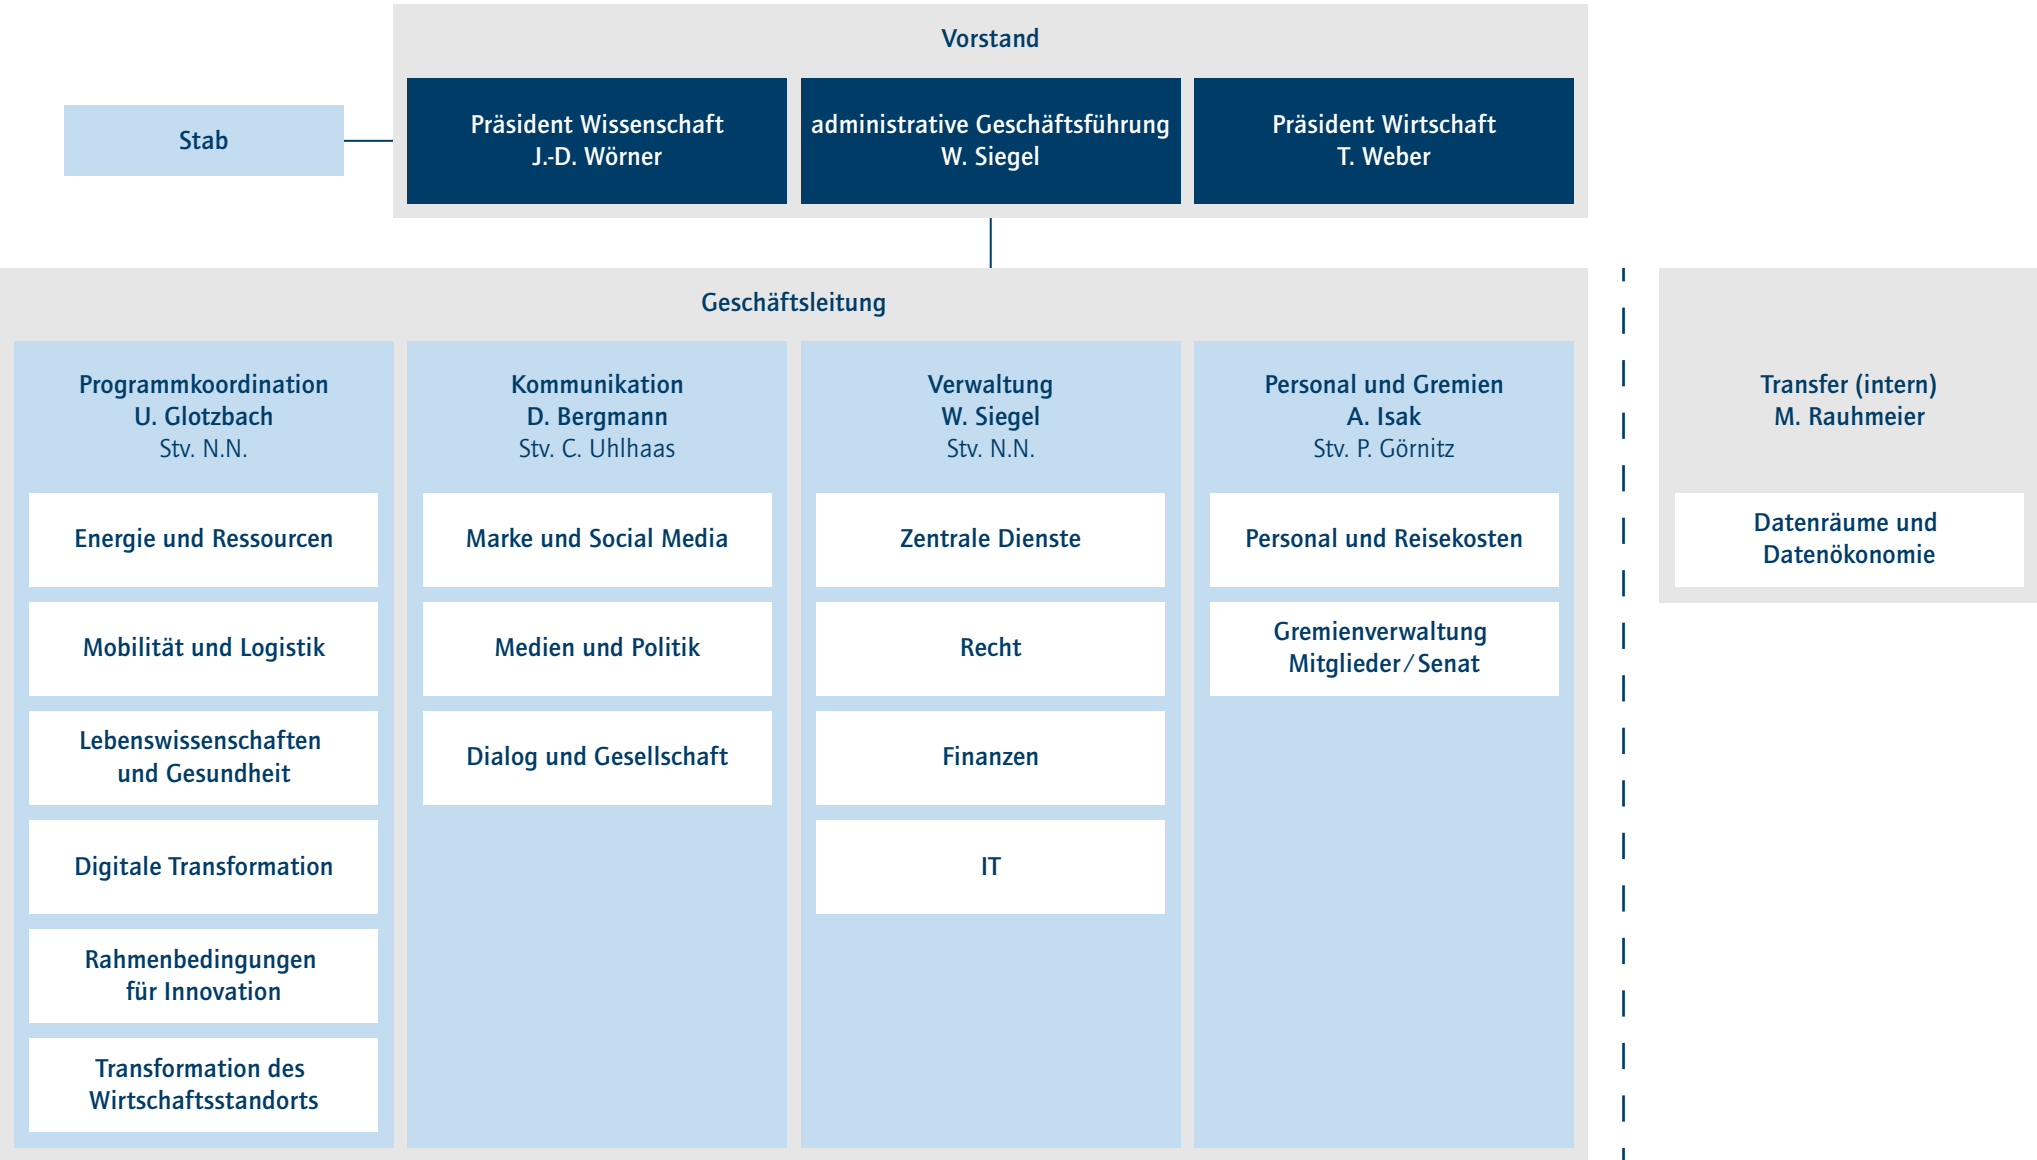 Vorstand
Stab
Präsident Wissenschaft
J.-D. Wörner
administrative Geschäftsführung
W. Siegel
Präsident Wirtschaft
T. Weber
Geschäftsleitung
Programmkoordination
U. Glotzbach
Stv. N.N.
Energie und Ressourcen
Mobilität und Logistik
Lebenswissenschaften
und Gesundheit
Digitale Transformation
Rahmenbedingungen
für Innovation
Transformation des
Wirtschaftsstandorts
Kommunikation
D. Bergmann
Stv. C. Uhlhaas
Marke und Social Media
Medien und Politik
Dialog und Gesellschaft
Verwaltung
W. Siegel
Stv. N.N.
Zentrale Dienste
Recht
Finanzen
IT
Personal und Gremien
A. Isak
Stv. P. Görnitz
Personal und Reisekosten
Gremienverwaltung
Mitglieder/Senat
Transfer (intern)
M. Rauhmeier
Datenräume und
Datenökonomie